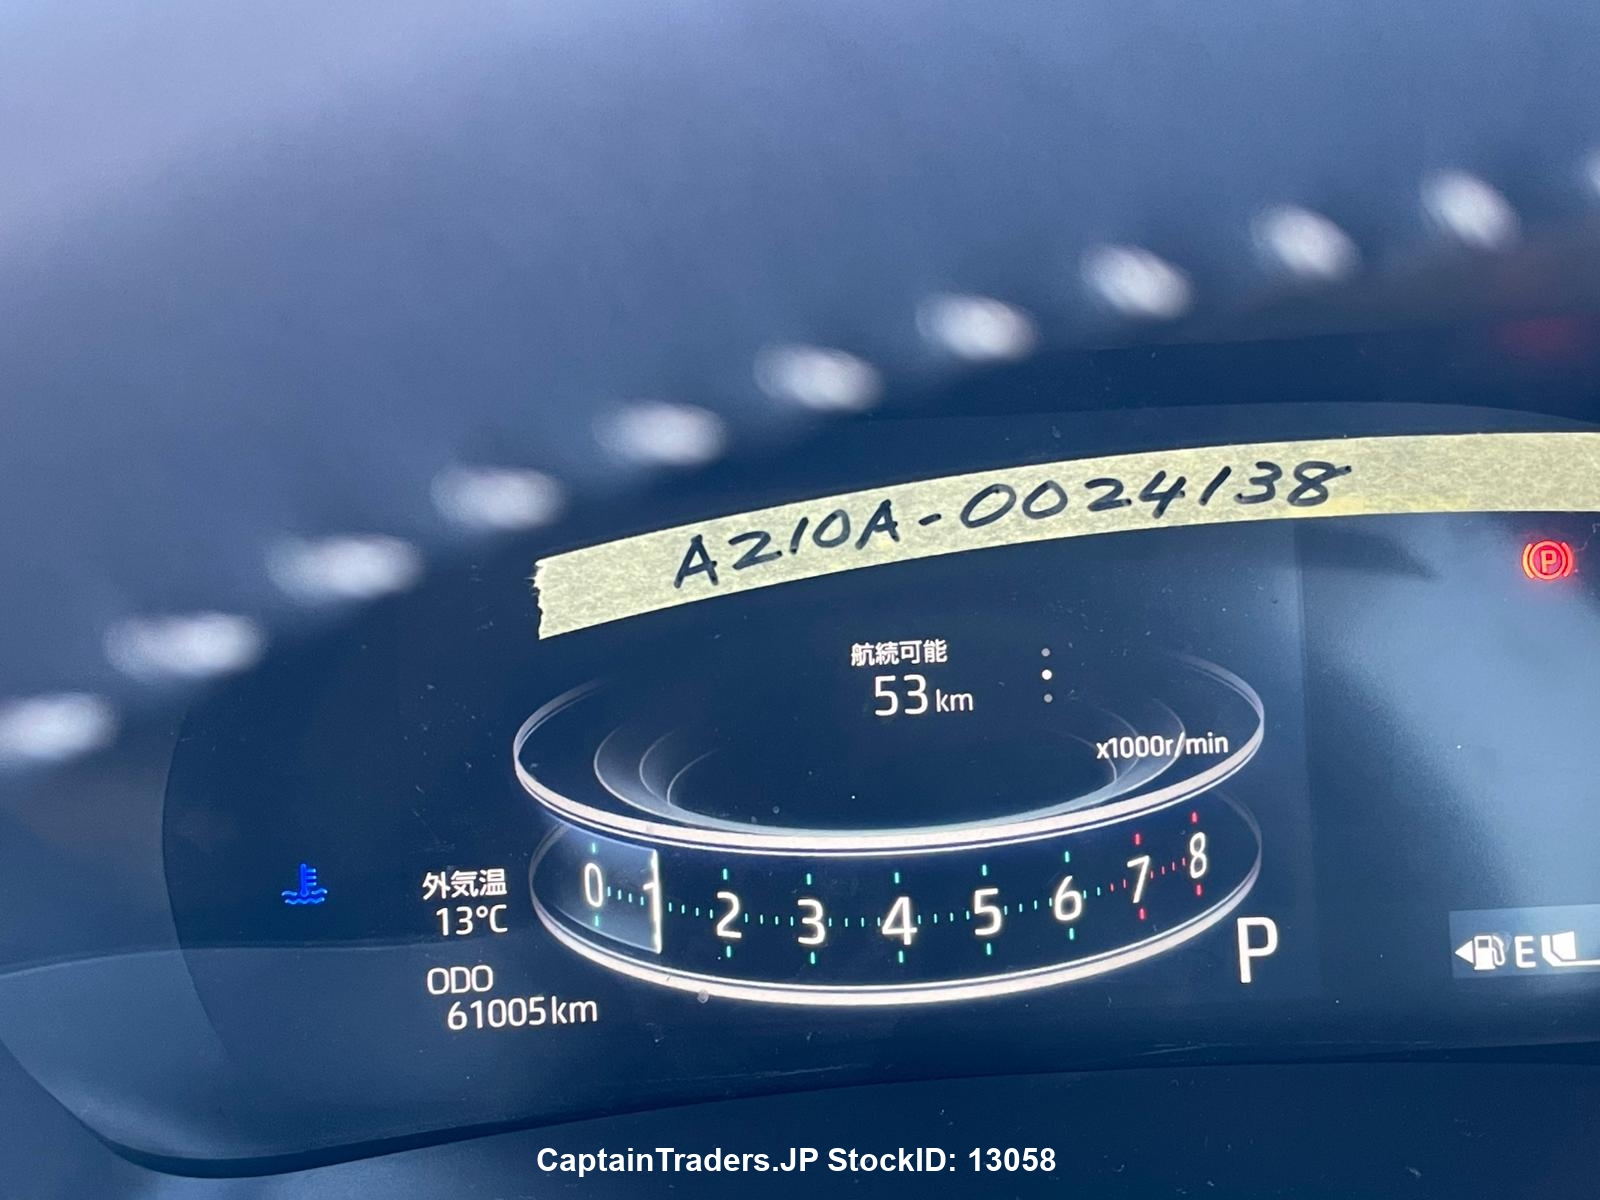 A210A-0024138
P
航続可能
53km
x1000r/min
0 1 2 3 4 5 6 7 8
外気温
13°C
P
E
ODO
61005km
CaptainTraders.JP StockID: 13058